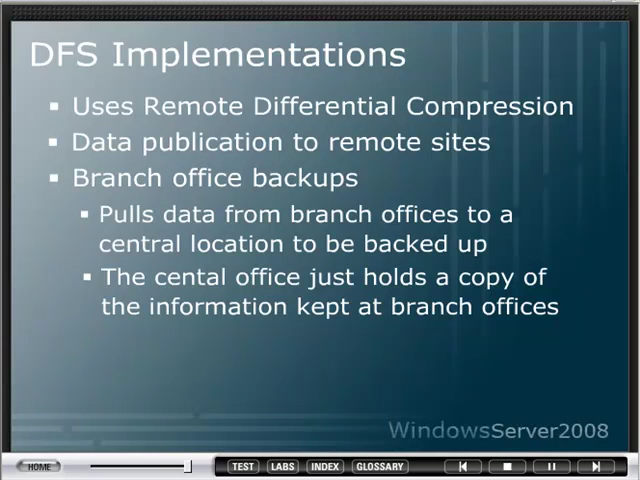 DFS Implementations
▪ Uses Remote Differential Compression
▪ Data publication to remote sites
▪ Branch office backups
▪ Pulls data from branch offices to a
central location to be backed up
▪ The cental office just holds a copy of
the information kept at branch offices
WindowsServer2008
HOME TEST LABS INDEX GLOSSARY